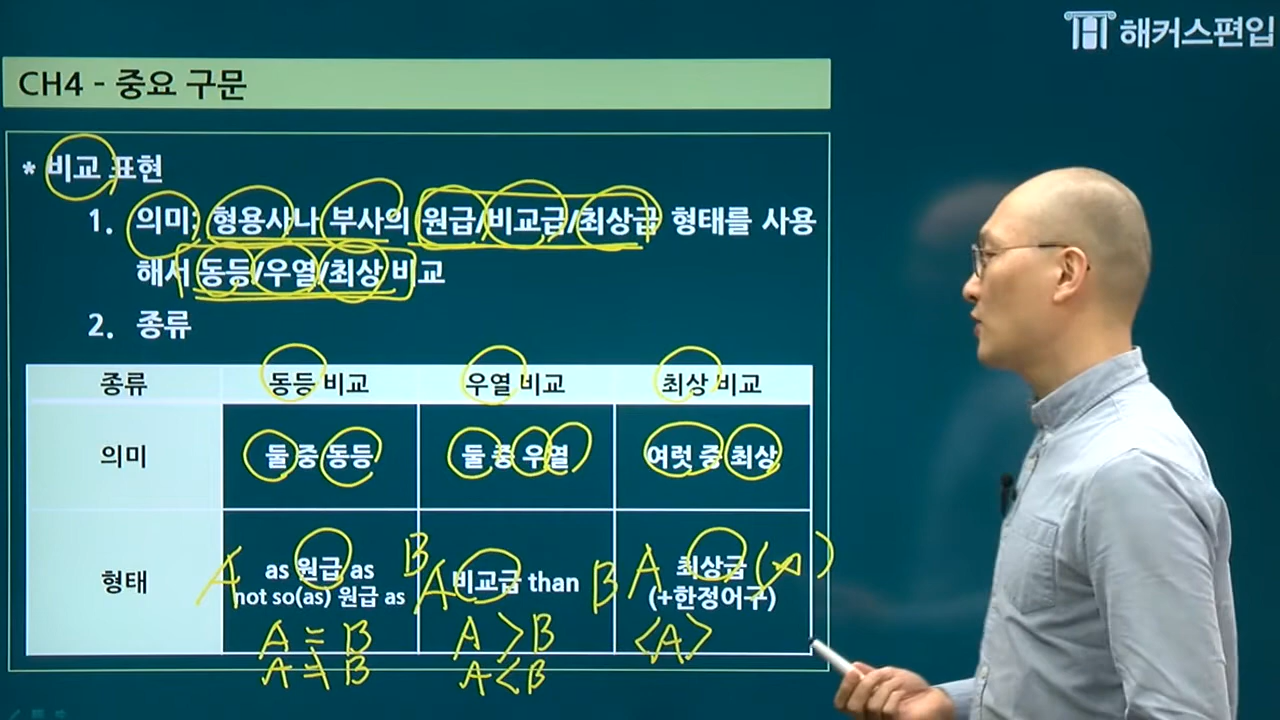 해커스편입
CH4 - 중요 구문
* 비교 표현
1. 의미: 형용사나 부사의 원급/비교급/최상급 형태를 사용
해서 동등/우열/최상 비교
2. 종류
종류 동등 비교 우열 비교 최상 비교
의미 둘 중 동등 둘 중 우열 여럿 중 최상
형태
A as 원급 as B
not so(as) 원급 as
A = B
A ≠ B
A 비교급 than B
A > B
A < B
A 최상급
(+한정어구)
<A>